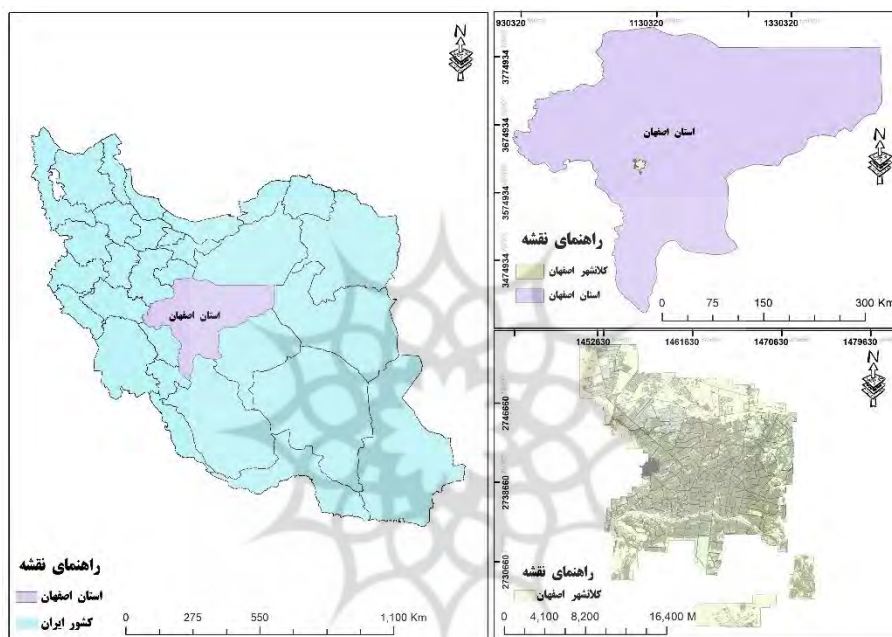 N
استان اصفهان
راهنمای نقشه
استان اصفهان
کشور ایران
0 275 550 1,100 Km
930320 1130320 1330320
N
3774934
3674934
3574934
3474934
استان اصفهان
راهنمای نقشه
کلانشهر اصفهان
استان اصفهان
0 75 150 300 Km
1452630 1461630 1470630 1479630
N
2746660
2738660
2730660
راهنمای نقشه
کلانشهر اصفهان
0 4,100 8,200 16,400 M